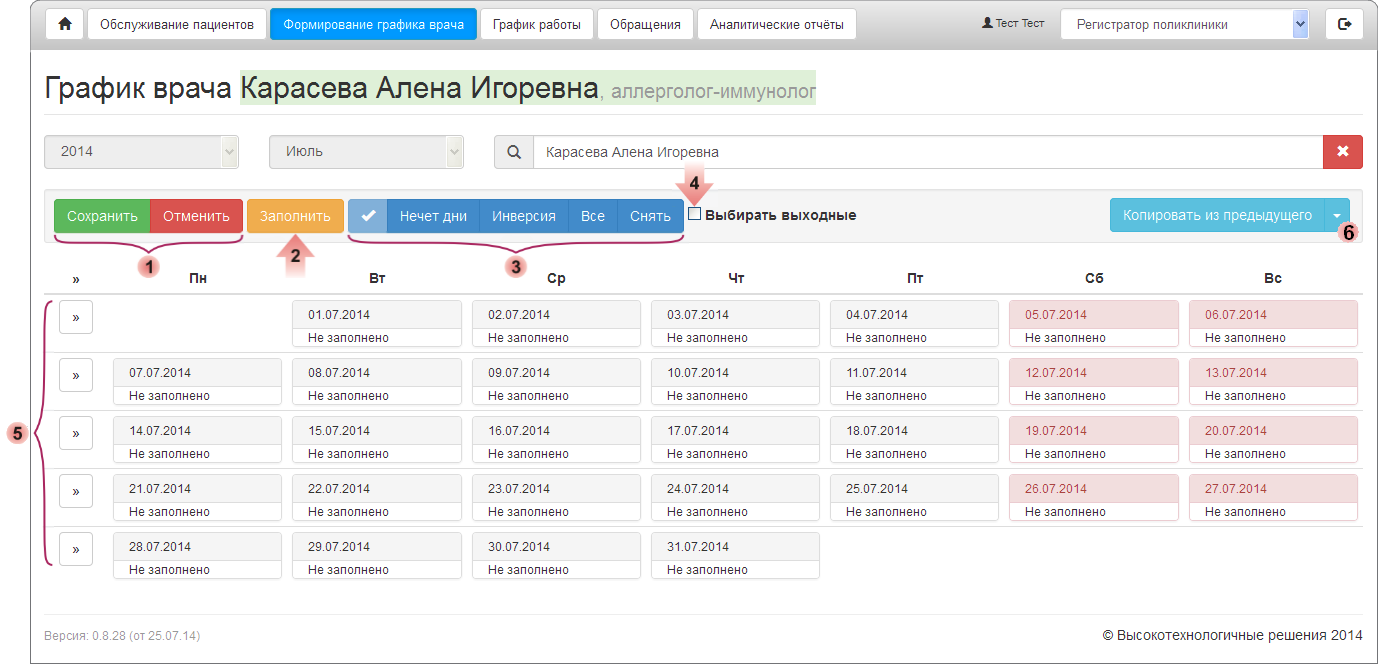 Обслуживание пациентов Формирование графика врача График работы Обращения Аналитические отчёты Тест Тест Регистратор поликлиники
График врача Карасева Алена Игоревна, аллерголог-иммунолог
2014 Июль Карасева Алена Игоревна
4
Сохранить Отменить Заполнить Нечет дни Инверсия Все Снять Выбирать выходные Копировать из предыдущего
6
1 2 3
» Пн Вт Ср Чт Пт Сб Вс
» 01.07.2014 02.07.2014 03.07.2014 04.07.2014 05.07.2014 06.07.2014
Не заполнено Не заполнено Не заполнено Не заполнено Не заполнено Не заполнено
» 07.07.2014 08.07.2014 09.07.2014 10.07.2014 11.07.2014 12.07.2014 13.07.2014
Не заполнено Не заполнено Не заполнено Не заполнено Не заполнено Не заполнено Не заполнено
5 » 14.07.2014 15.07.2014 16.07.2014 17.07.2014 18.07.2014 19.07.2014 20.07.2014
Не заполнено Не заполнено Не заполнено Не заполнено Не заполнено Не заполнено Не заполнено
» 21.07.2014 22.07.2014 23.07.2014 24.07.2014 25.07.2014 26.07.2014 27.07.2014
Не заполнено Не заполнено Не заполнено Не заполнено Не заполнено Не заполнено Не заполнено
» 28.07.2014 29.07.2014 30.07.2014 31.07.2014
Не заполнено Не заполнено Не заполнено Не заполнено
Версия: 0.8.28 (от 25.07.14) © Высокотехнологичные решения 2014